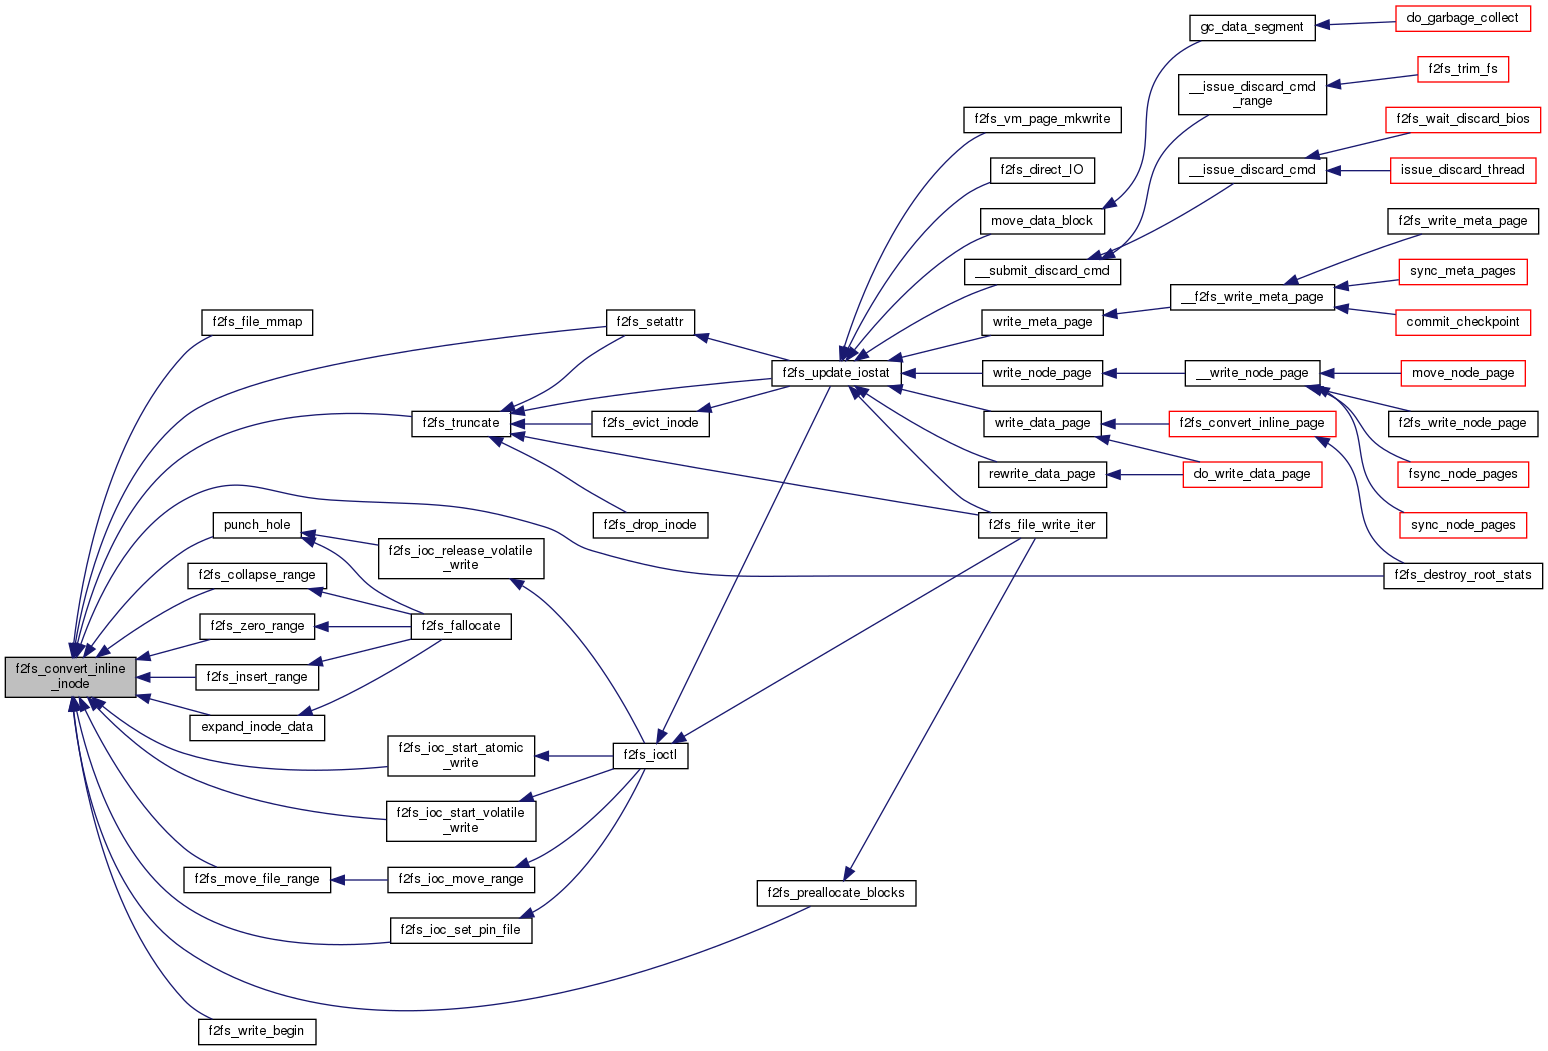 gc_data_segment
do_garbage_collect
__issue_discard_cmd
_range
f2fs_trim_fs
f2fs_vm_page_mkwrite
f2fs_wait_discard_bios
f2fs_direct_IO
__issue_discard_cmd
issue_discard_thread
move_data_block
f2fs_write_meta_page
__submit_discard_cmd
sync_meta_pages
__f2fs_write_meta_page
f2fs_file_mmap
f2fs_setattr
write_meta_page
commit_checkpoint
f2fs_update_iostat
write_node_page
__write_node_page
move_node_page
f2fs_truncate
f2fs_evict_inode
write_data_page
f2fs_convert_inline_page
f2fs_write_node_page
rewrite_data_page
do_write_data_page
fsync_node_pages
punch_hole
f2fs_drop_inode
f2fs_file_write_iter
sync_node_pages
f2fs_ioc_release_volatile
_write
f2fs_collapse_range
f2fs_destroy_root_stats
f2fs_zero_range
f2fs_fallocate
f2fs_convert_inline
_inode
f2fs_insert_range
expand_inode_data
f2fs_ioc_start_atomic
_write
f2fs_ioctl
f2fs_ioc_start_volatile
_write
f2fs_move_file_range
f2fs_ioc_move_range
f2fs_preallocate_blocks
f2fs_ioc_set_pin_file
f2fs_write_begin